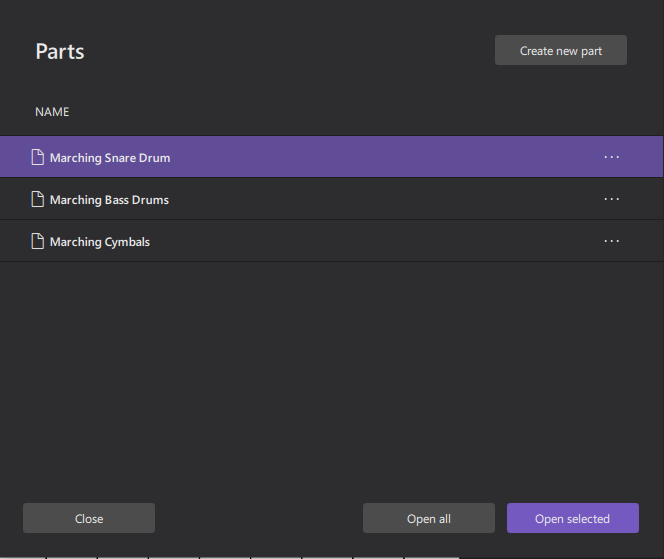 Parts
Create new part
NAME
Marching Snare Drum ...
Marching Bass Drums ...
Marching Cymbals ...
Close
Open all
Open selected